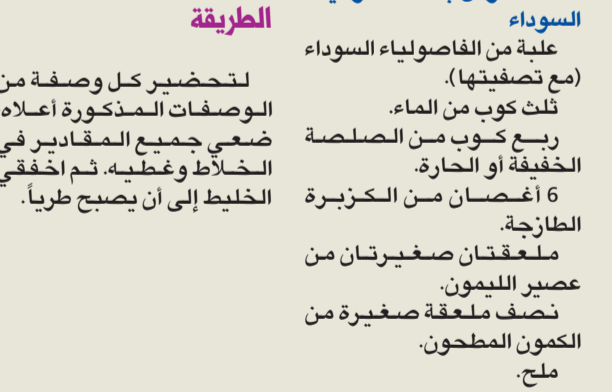 السوداء
علبة من الفاصولياء السوداء
(مع تصفيتها).
ثلث كوب من الماء.
ربع كوب من الصلصة
الخفيفة أو الحارة.
6 أغصان من الكزبرة
الطازجة.
ملعقتان صغيرتان من
عصير الليمون.
نصف ملعقة صغيرة من
الكمون المطحون.
ملح.
الطريقة
لتحضير كل وصفة من
الوصفات المذكورة أعلاه
ضعي جميع المقادير في
الخلاط وغطيه. ثم اخفقي
الخليط إلى أن يصبح طرياً.